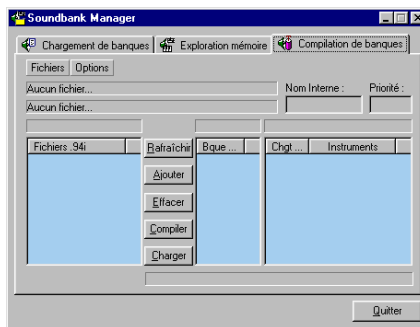 Soundbank Manager
Chargement de banques Exploration mémoire Compilation de banques
Fichiers Options
Aucun fichier... Nom Interne : Priorité :
Aucun fichier...
Fichiers .94i Rafraîchir Bque ... Chgt ... Instruments
Ajouter
Effacer
Compiler
Charger
Quitter